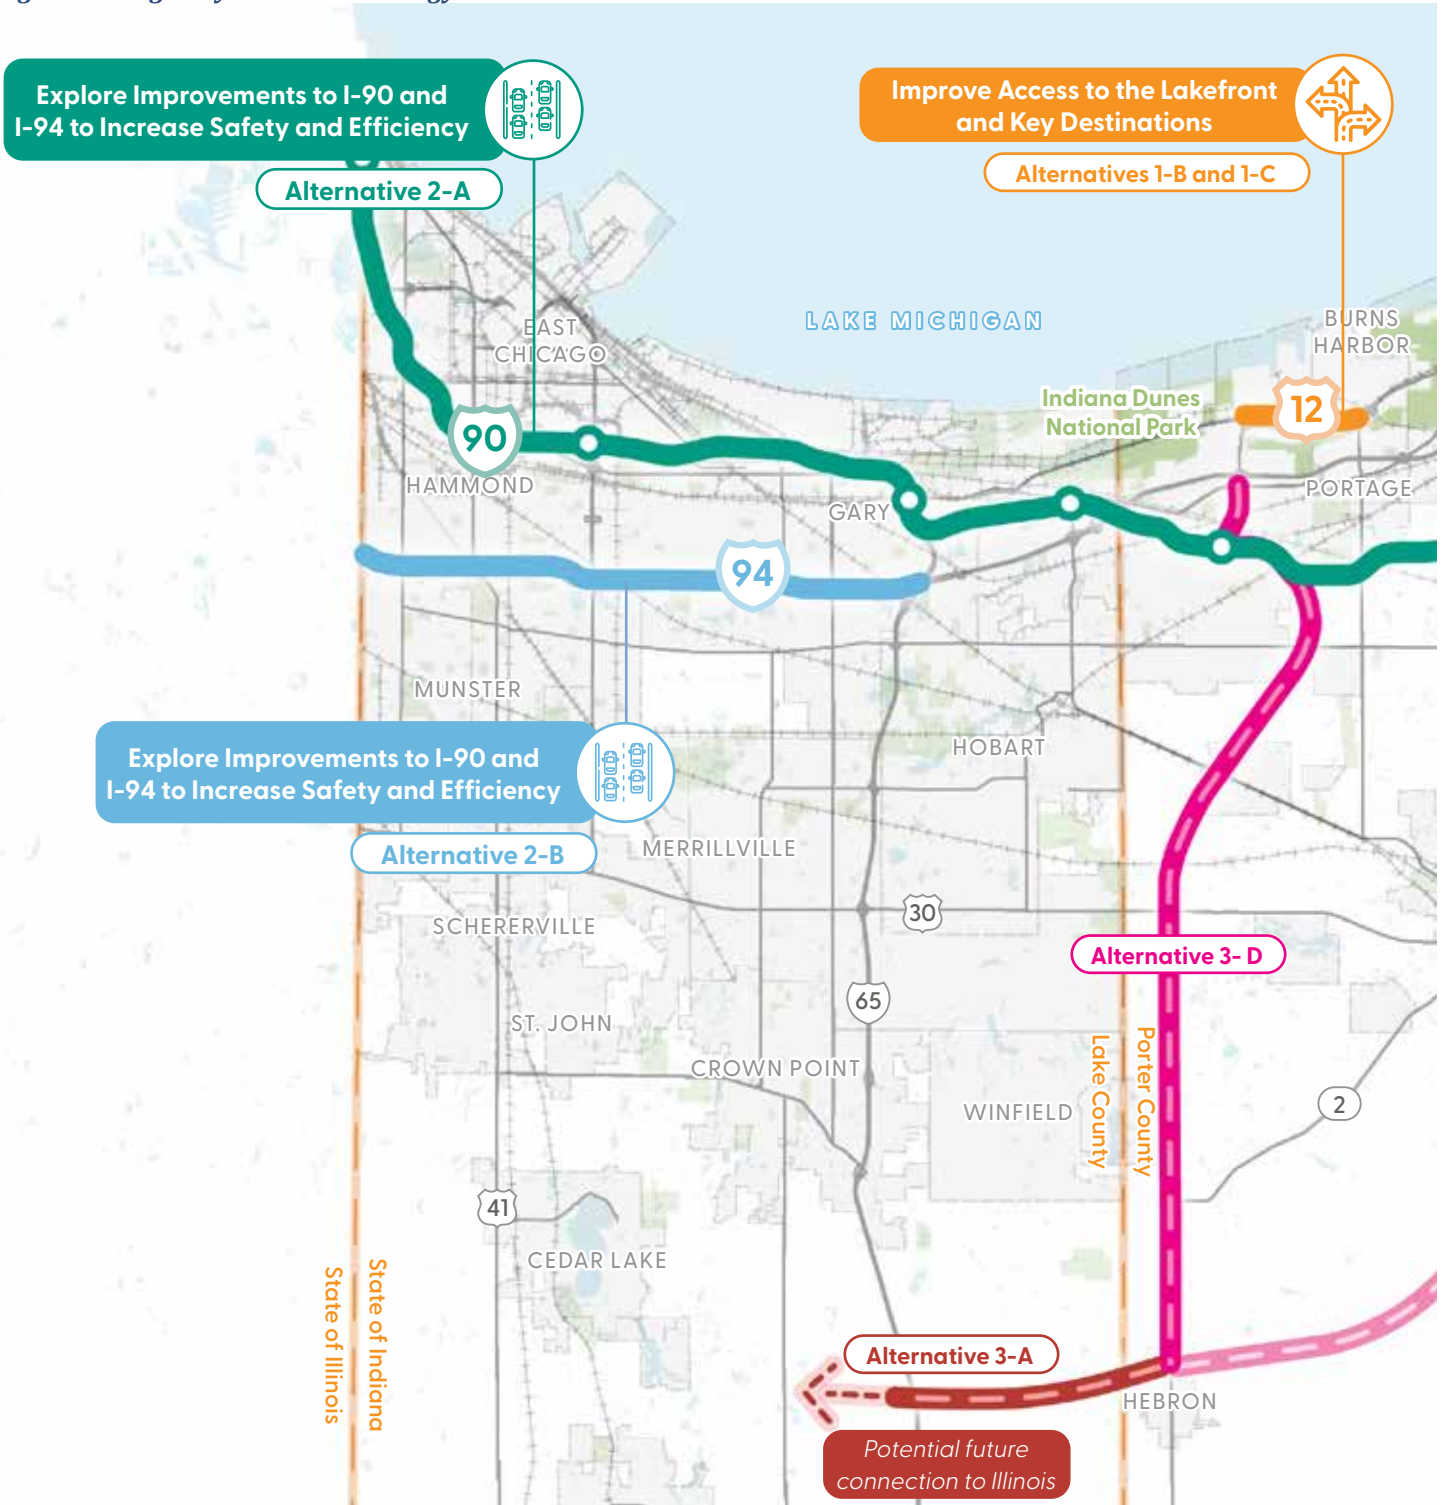 Explore Improvements to I-90 and
I-94 to Increase Safety and Efficiency
Alternative 2-A
Improve Access to the Lakefront
and Key Destinations
Alternatives 1-B and 1-C
LAKE MICHIGAN
EAST
CHICAGO
BURNS
HARBOR
Indiana Dunes
National Park
12
90
HAMMOND
GARY
PORTAGE
94
MUNSTER
HOBART
Explore Improvements to I-90 and
I-94 to Increase Safety and Efficiency
Alternative 2-B
MERRILLVILLE
30
SCHERERVILLE
Alternative 3- D
65
ST. JOHN
CROWN POINT
WINFIELD
Lake County
Porter County
2
41
CEDAR LAKE
State of Illinois
State of Indiana
Alternative 3-A
HEBRON
Potential future
connection to Illinois